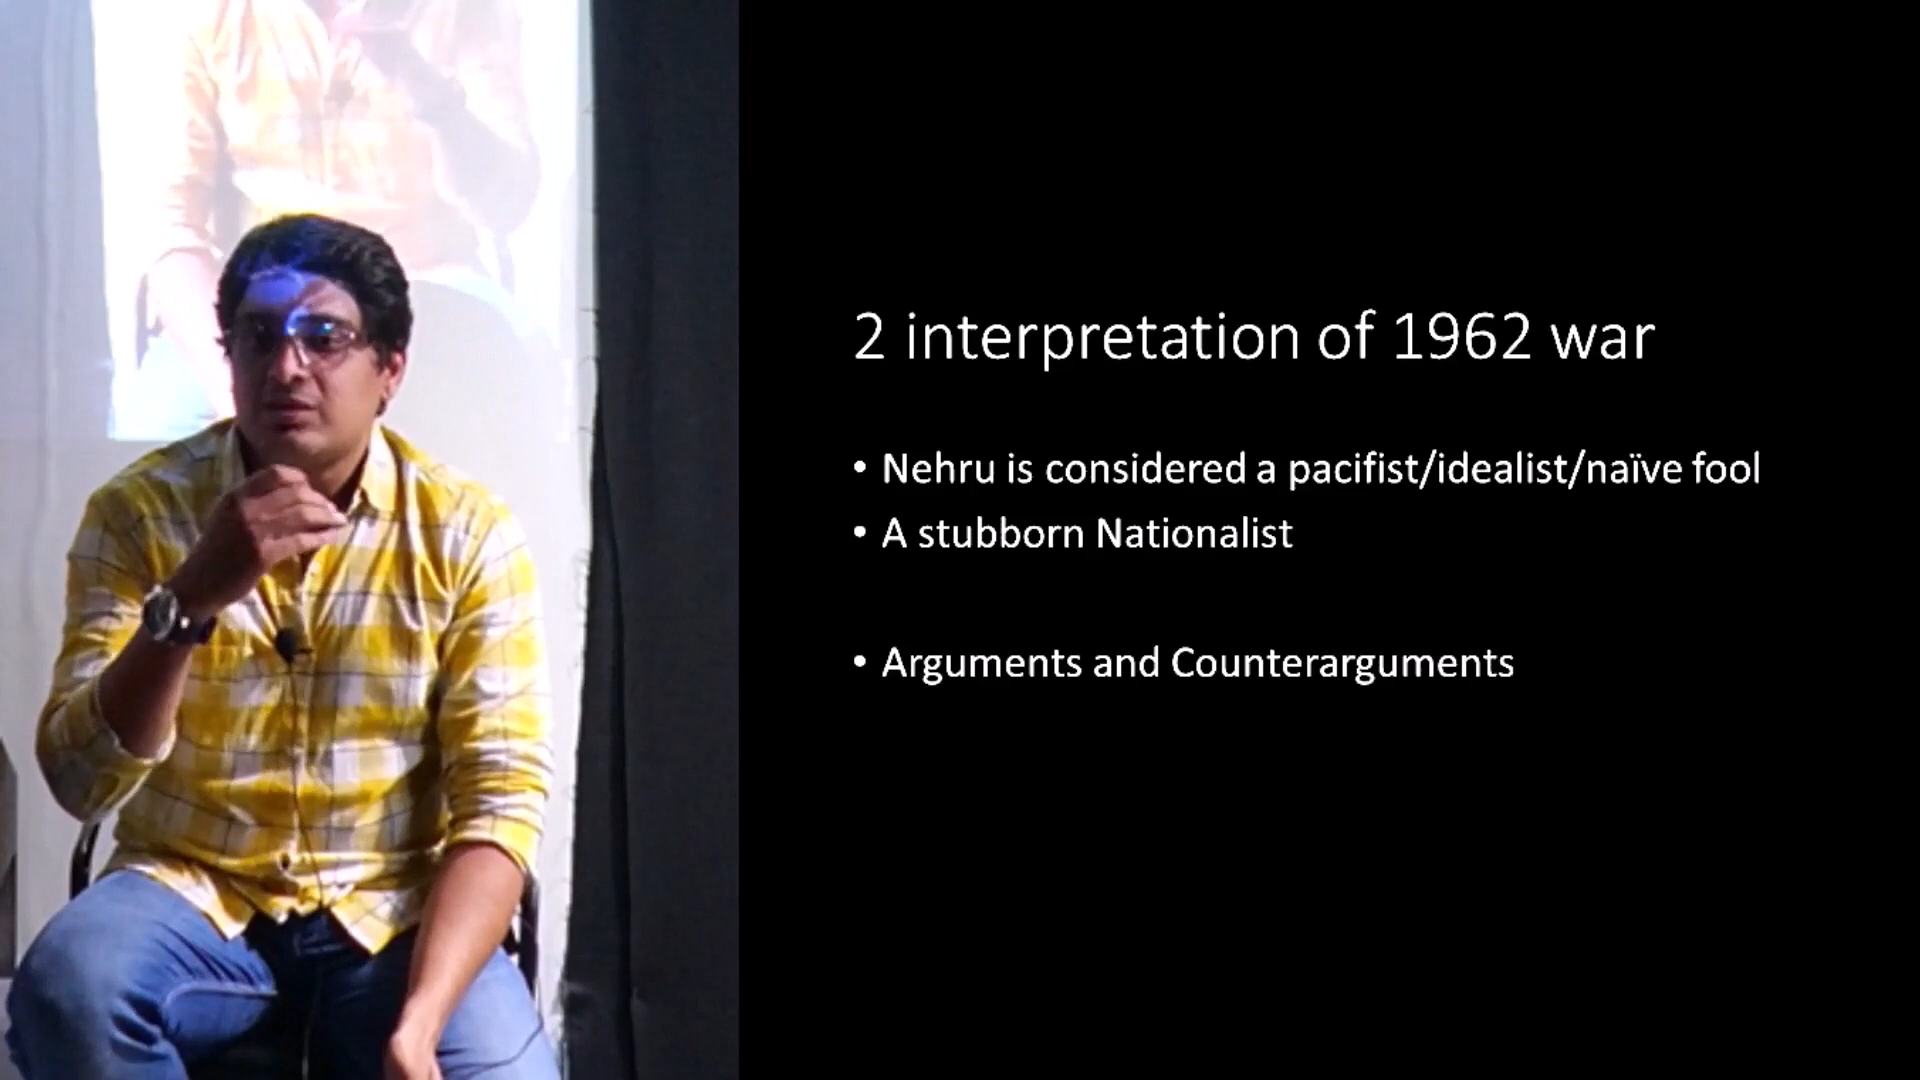 2 interpretation of 1962 war
• Nehru is considered a pacifist/idealist/naïve fool
• A stubborn Nationalist
• Arguments and Counterarguments